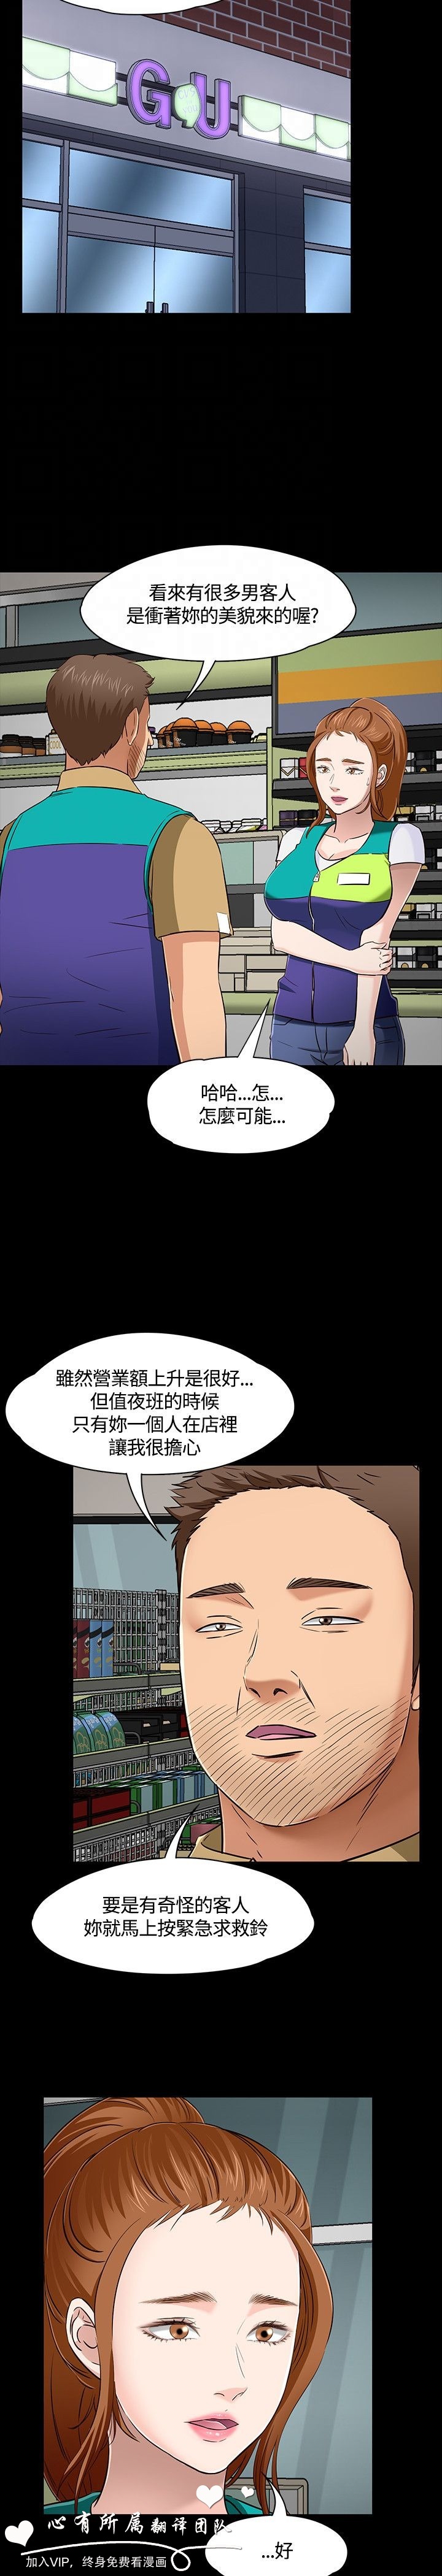 GU
看來有很多男客人
是衝著妳的美貌來的喔?
哈哈...怎...
怎麼可能...
雖然營業額上升是很好...
但值夜班的時候
只有妳一個人在店裡
讓我很擔心
要是有奇怪的客人
妳就馬上按緊急求救鈴
...好
心有所属翻译团队
加入VIP，终身免费看漫画